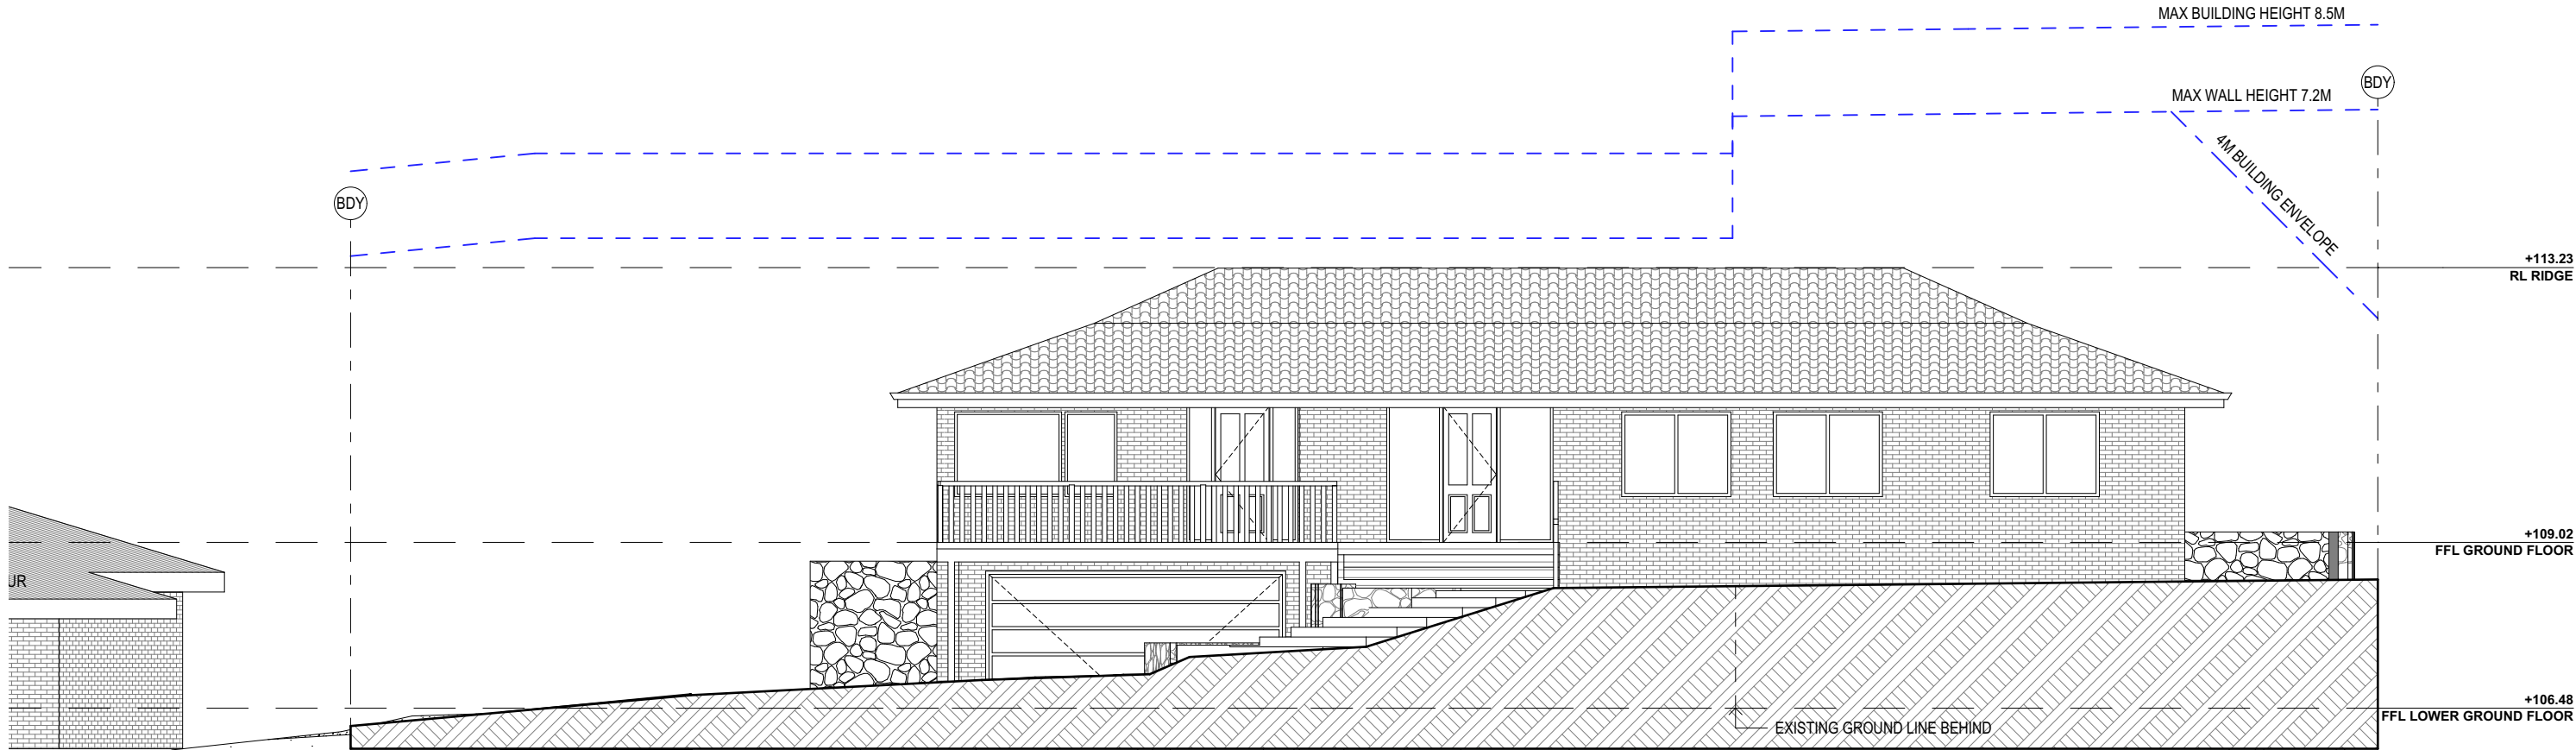 MAX BUILDING HEIGHT 8.5M
BDY
MAX WALL HEIGHT 7.2M
4M BUILDING ENVELOPE
BDY
+113.23
RL RIDGE
+109.02
FFL GROUND FLOOR
UR
+106.48
FFL LOWER GROUND FLOOR
EXISTING GROUND LINE BEHIND